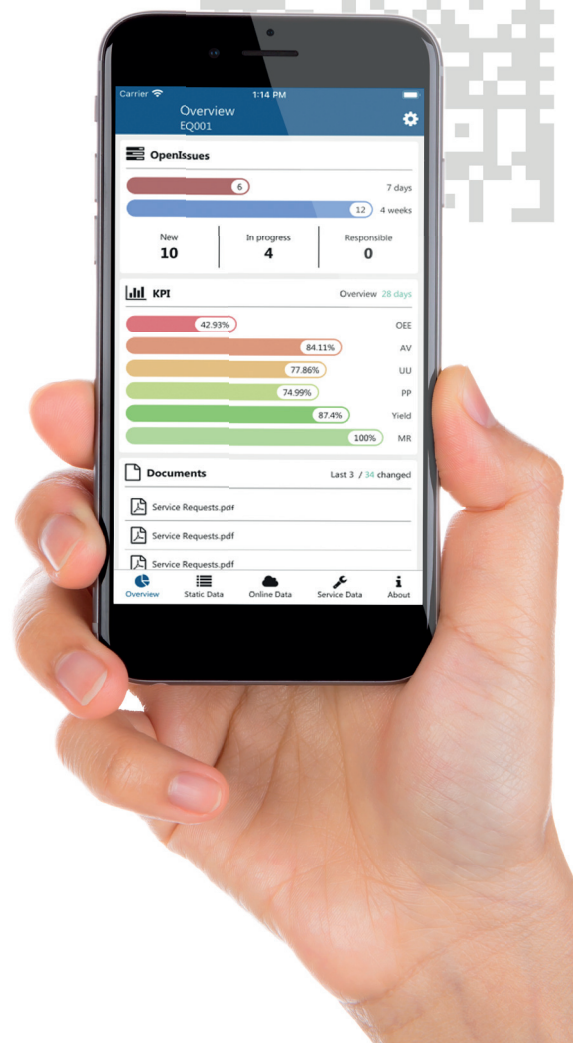 Carrier 1:14 PM
Overview
EQ001
OpenIssues
6 7 days
12 4 weeks
New In progress Responsible
10 4 0
KPI Overview 28 days
42.93% OEE
84.11% AV
77.86% UU
74.99% PP
87.4% Yield
100% MR
Documents Last 3 / 34 changed
Service Requests.pdf
Service Requests.pdf
Service Requests.pdf
Overview Static Data Online Data Service Data About